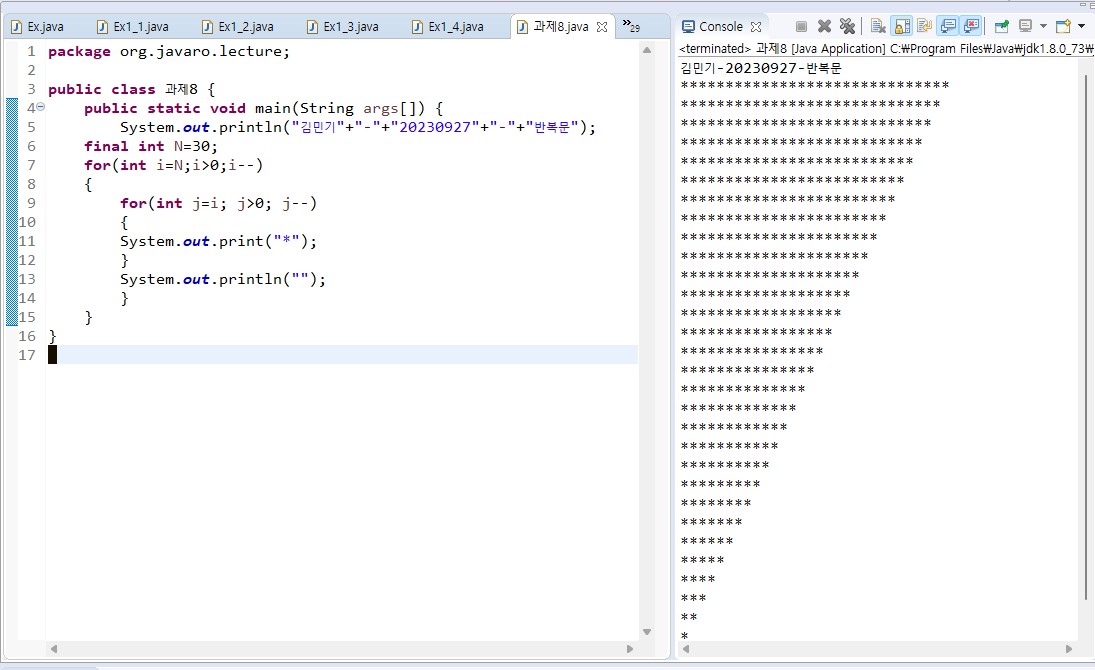 Ex.java Ex1_1.java Ex1_2.java Ex1_3.java Ex1_4.java 과제8.java »29
1 package org.javaro.lecture;
2
3 public class 과제8 {
4 public static void main(String args[]) {
5 System.out.println("김민기"+"-"+"20230927"+"-"+"반복문");
6 final int N=30;
7 for(int i=N;i>0;i--)
8 {
9 for(int j=i; j>0; j--)
10 {
11 System.out.print("*");
12 }
13 System.out.println("");
14 }
15 }
16 }
17
Console
<terminated> 과제8 [Java Application] C:₩Program Files₩Java₩jdk1.8.0_73₩
김민기-20230927-반복문
******************************
*****************************
****************************
***************************
**************************
*************************
************************
***********************
**********************
*********************
********************
*******************
******************
*****************
****************
***************
**************
*************
************
***********
**********
*********
********
*******
******
*****
****
***
**
*